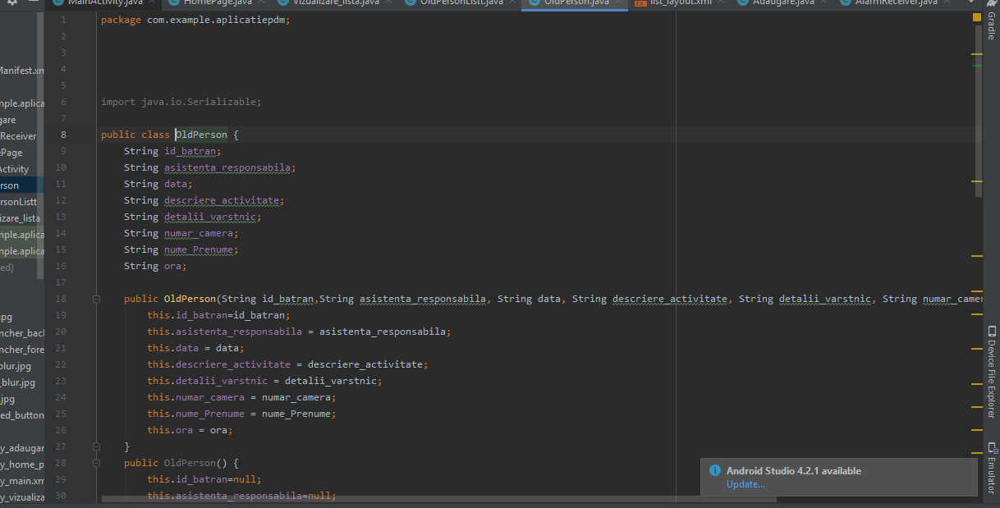 MainActivity.java HomePage.java Vizualizare_lista.java OldPersonListt.java OldPerson.java list_layout.xml Adaugare.java AlarmReceiver.java
1 package com.example.aplicatiepdm;
2
3
4
5
6 import java.io.Serializable;
7
8 public class OldPerson {
9 String id_batran;
10 String asistenta_responsabila;
11 String data;
12 String descriere_activitate;
13 String detalii_varstnic;
14 String numar_camera;
15 String nume_Prenume;
16 String ora;
17
18 public OldPerson(String id_batran,String asistenta_responsabila, String data, String descriere_activitate, String detalii_varstnic, String numar_camer
19 this.id_batran=id_batran;
20 this.asistenta_responsabila = asistenta_responsabila;
21 this.data = data;
22 this.descriere_activitate = descriere_activitate;
23 this.detalii_varstnic = detalii_varstnic;
24 this.numar_camera = numar_camera;
25 this.nume_Prenume = nume_Prenume;
26 this.ora = ora;
27 }
28 public OldPerson() {
29 this.id_batran=null;
30 this.asistenta_responsabila=null;
Manifest.xm
mple.aplica
gare
Receiver
ePage
Activity
rson
rsonListt
izare_lista
mple.aplica
mple.aplica
ed)
jpg
ncher_bac
ncher_fore
blur.jpg
_blur.jpg
.jpg
ed_button
y_adaugar
y_home_p
y_main.xm
y_vizualiza
Gradle
Device File Explorer
Emulator
Android Studio 4.2.1 available
Update...